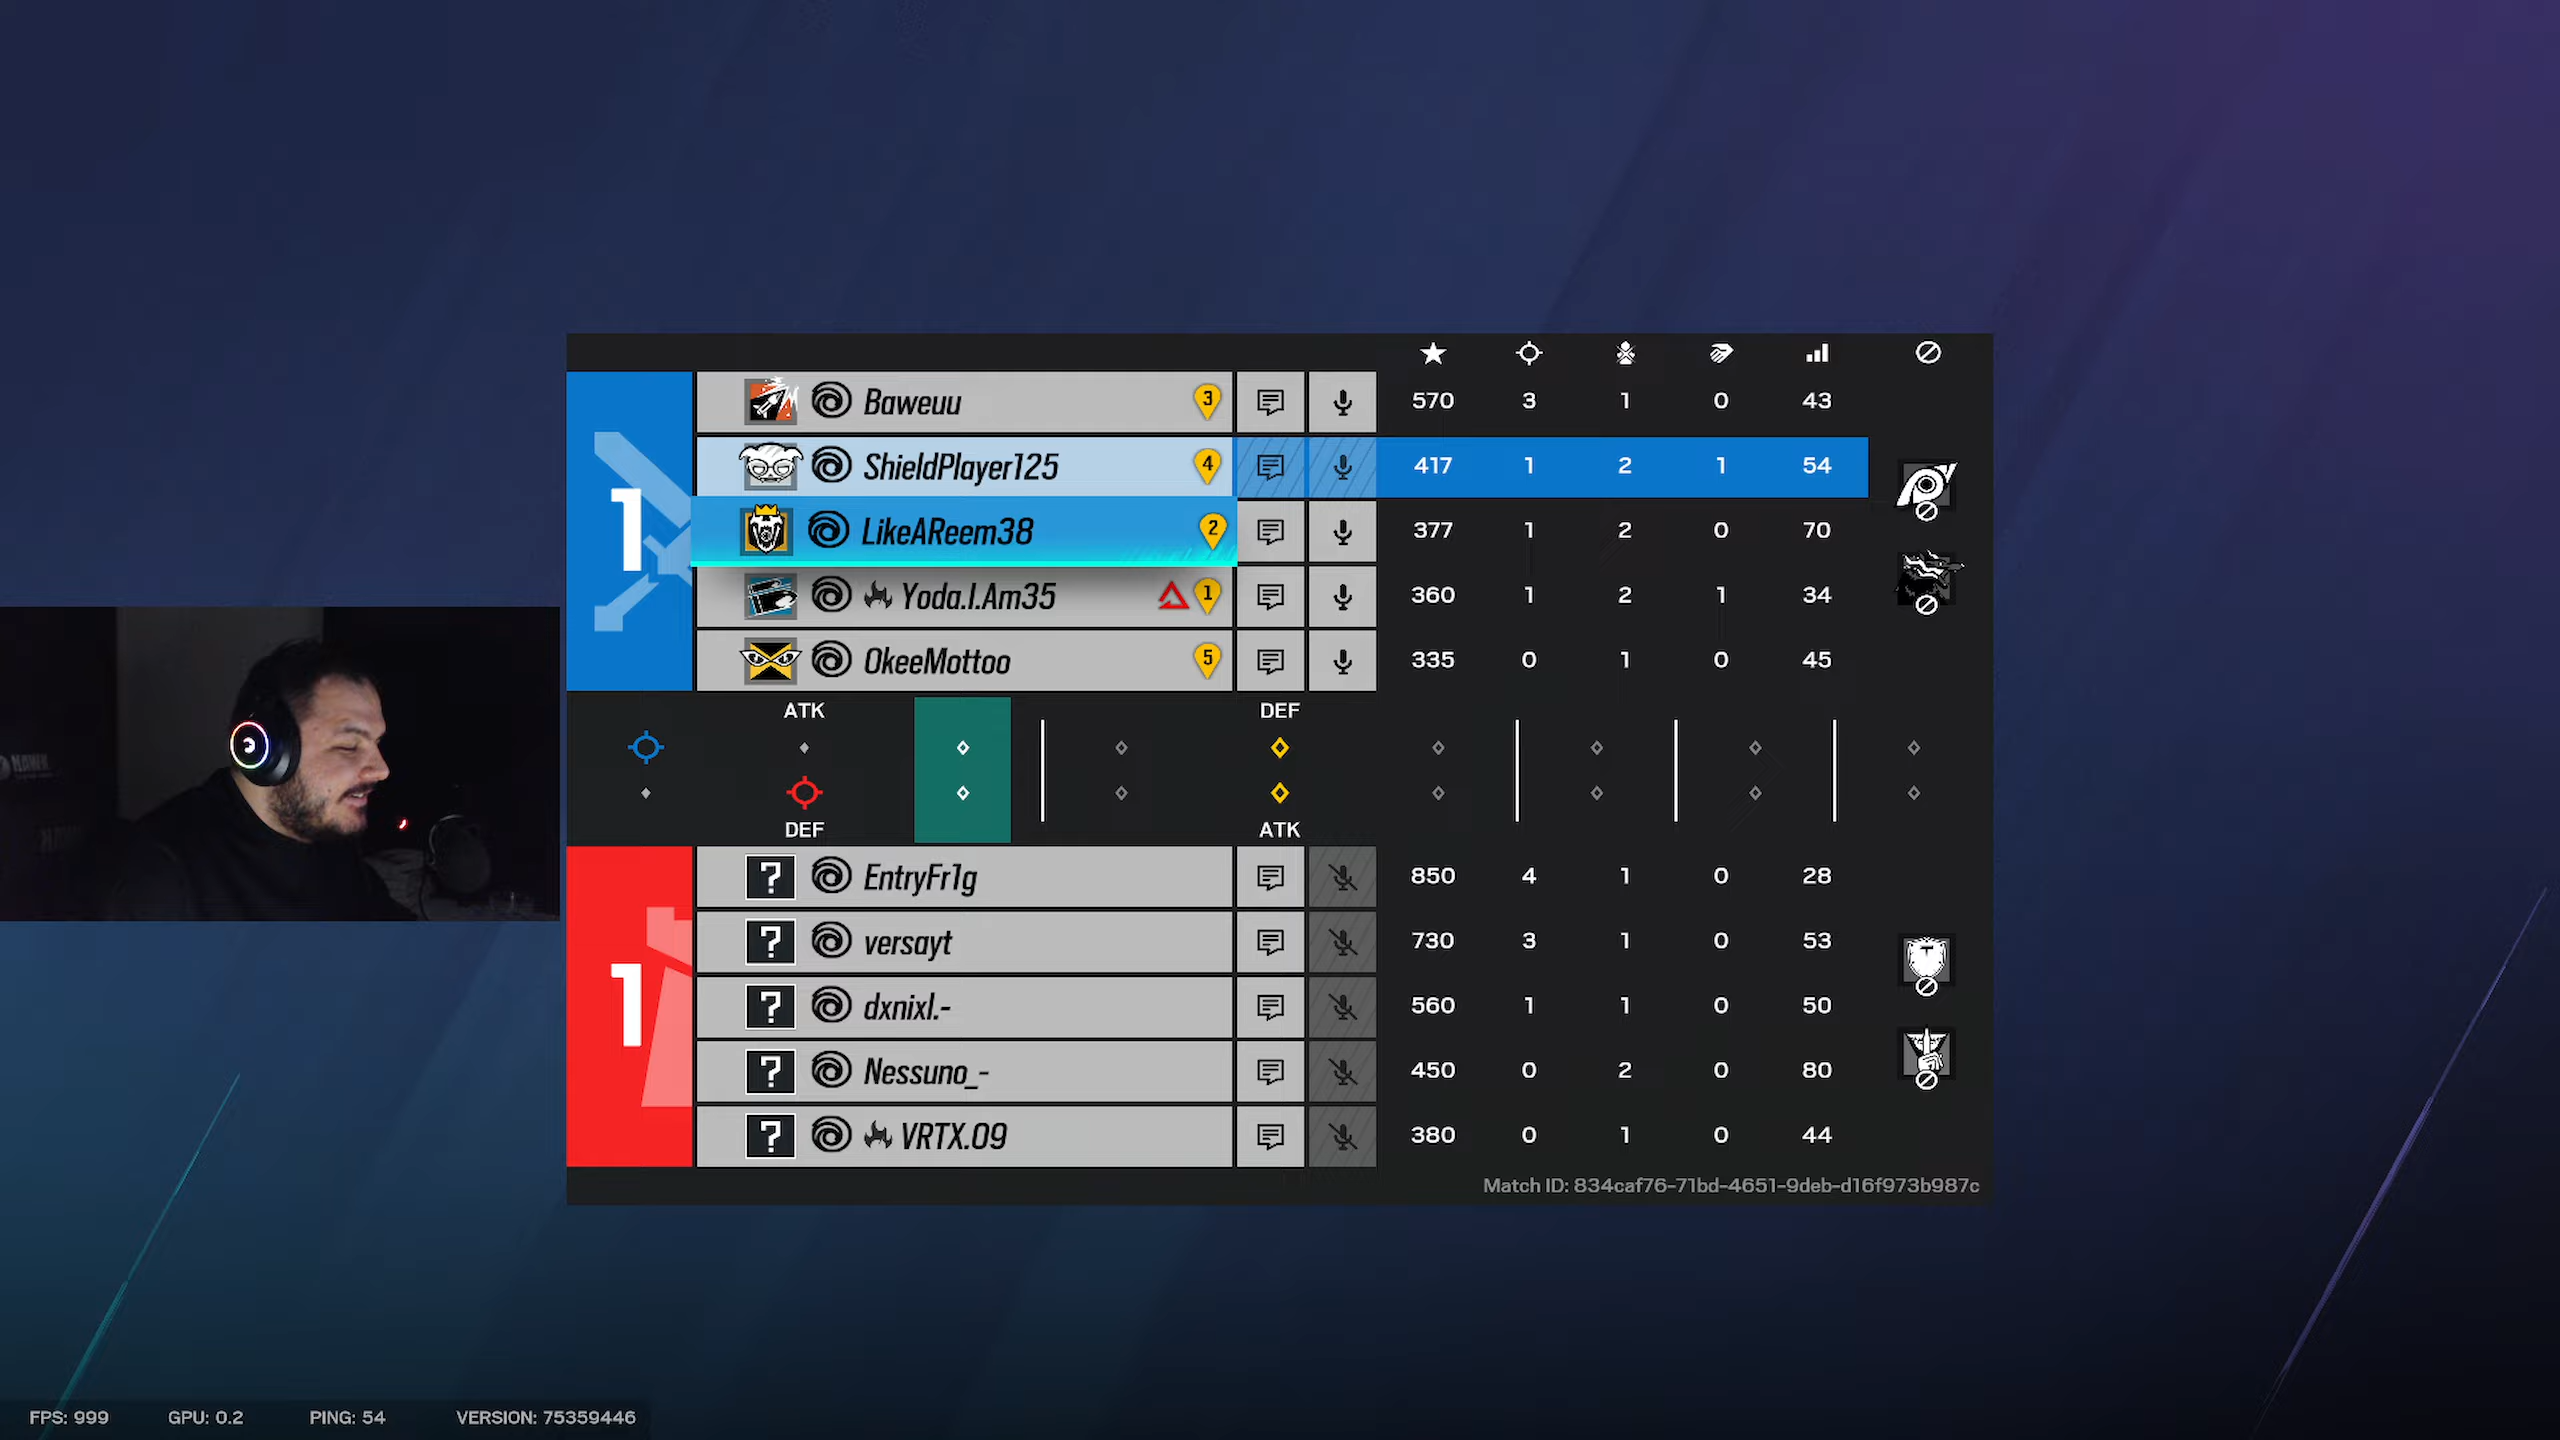 Baweuu 3 570 3 1 0 43
ShieldPlayer125 4 417 1 2 1 54
LikeAReem38 2 377 1 2 0 70
Yoda.I.Am35 1 360 1 2 1 34
OkeeMottoo 5 335 0 1 0 45
1
ATK DEF
DEF ATK
EntryFr1g 850 4 1 0 28
versayt 730 3 1 0 53
dxnixl.- 560 1 1 0 50
Nessuno_- 450 0 2 0 80
VRTX.09 380 0 1 0 44
1
Match ID: 834caf76-71bd-4651-9deb-d16f973b987c
FPS: 999 GPU: 0.2 PING: 54 VERSION: 75359446